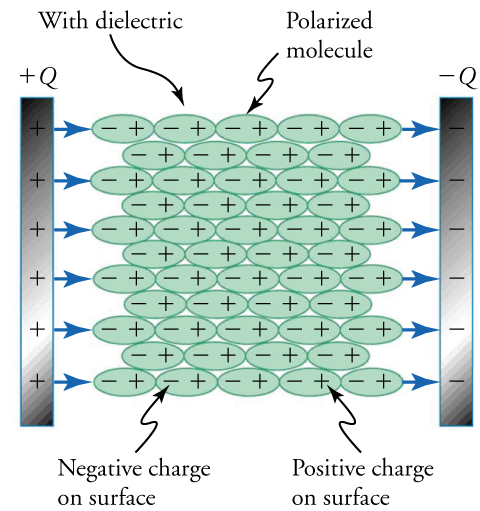 With dielectric
Polarized
molecule
+Q
−Q
+ − + − + − + − + − + −
− + − + − + − +
+ − + − + − + − + − + −
− + − + − + − +
+ − + − + − + − + − + −
− + − + − + − +
+ − + − + − + − + − + −
− + − + − + − +
+ − + − + − + − + − + −
− + − + − + − +
+ − + − + − + − + − + −
Negative charge
on surface
Positive charge
on surface